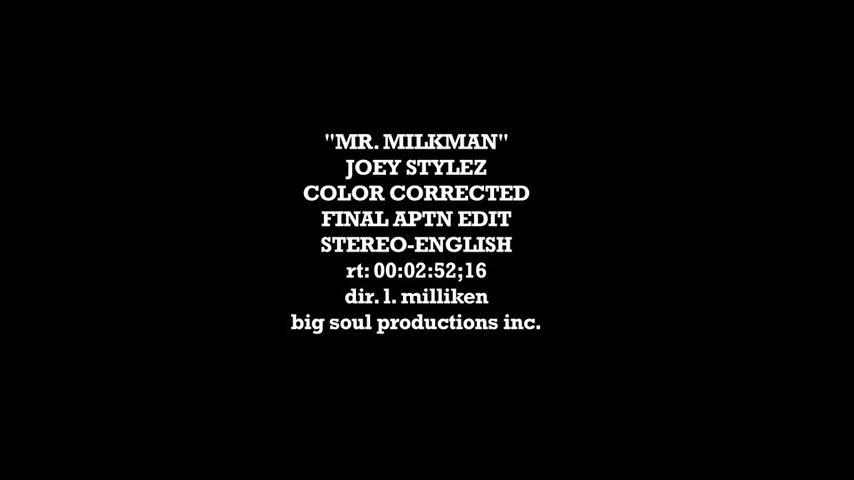 "MR. MILKMAN"
JOEY STYLEZ
COLOR CORRECTED
FINAL APTN EDIT
STEREO-ENGLISH
rt: 00:02:52;16
dir. l. milliken
big soul productions inc.